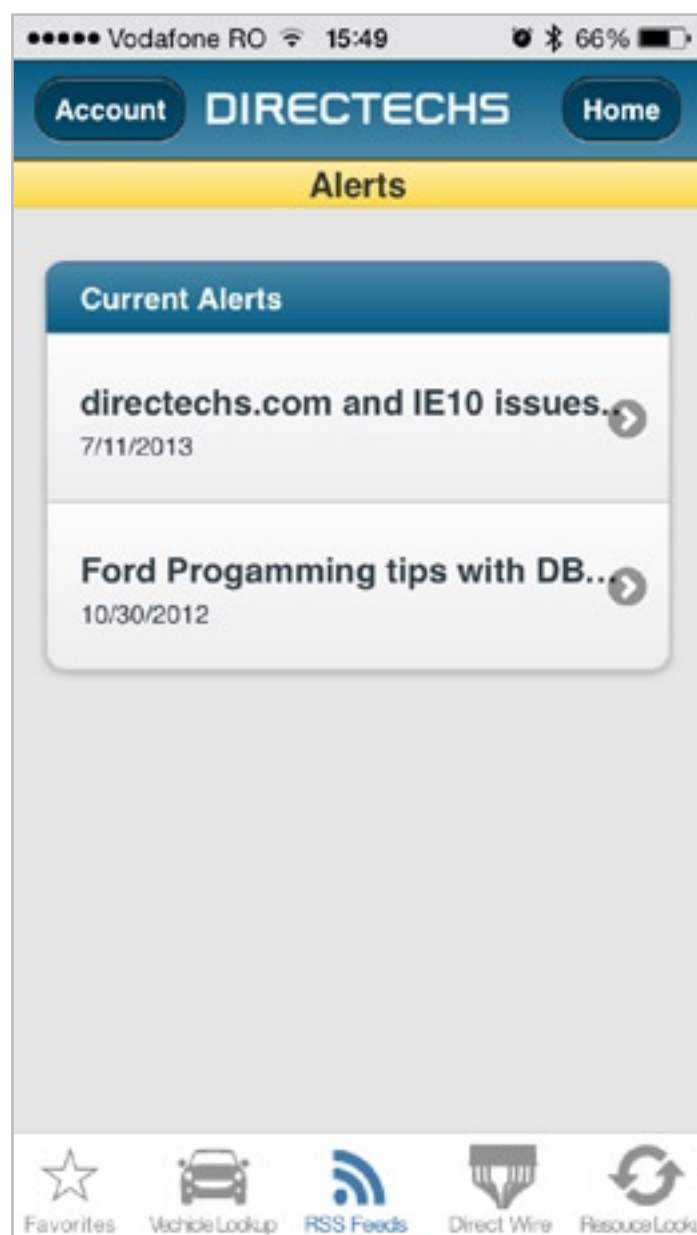 Vodafone RO 15:49 66%
Account DIRECTECHS Home
Alerts
Current Alerts
directechs.com and IE10 issues..
7/11/2013
Ford Progamming tips with DB...
10/30/2012
Favorites Vechicle Lookup RSS Feeds Direct Wire Resouce Looku